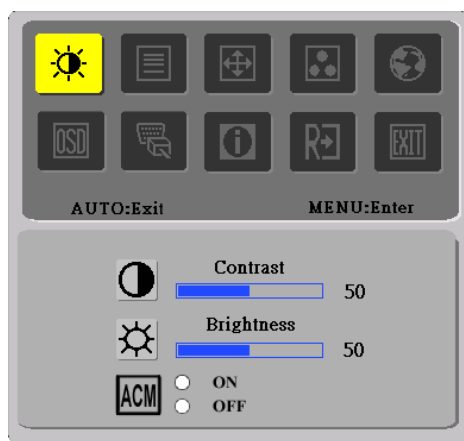 OSD
R
EXIT
AUTO:Exit MENU:Enter
Contrast
50
Brightness
50
ACM ON
OFF